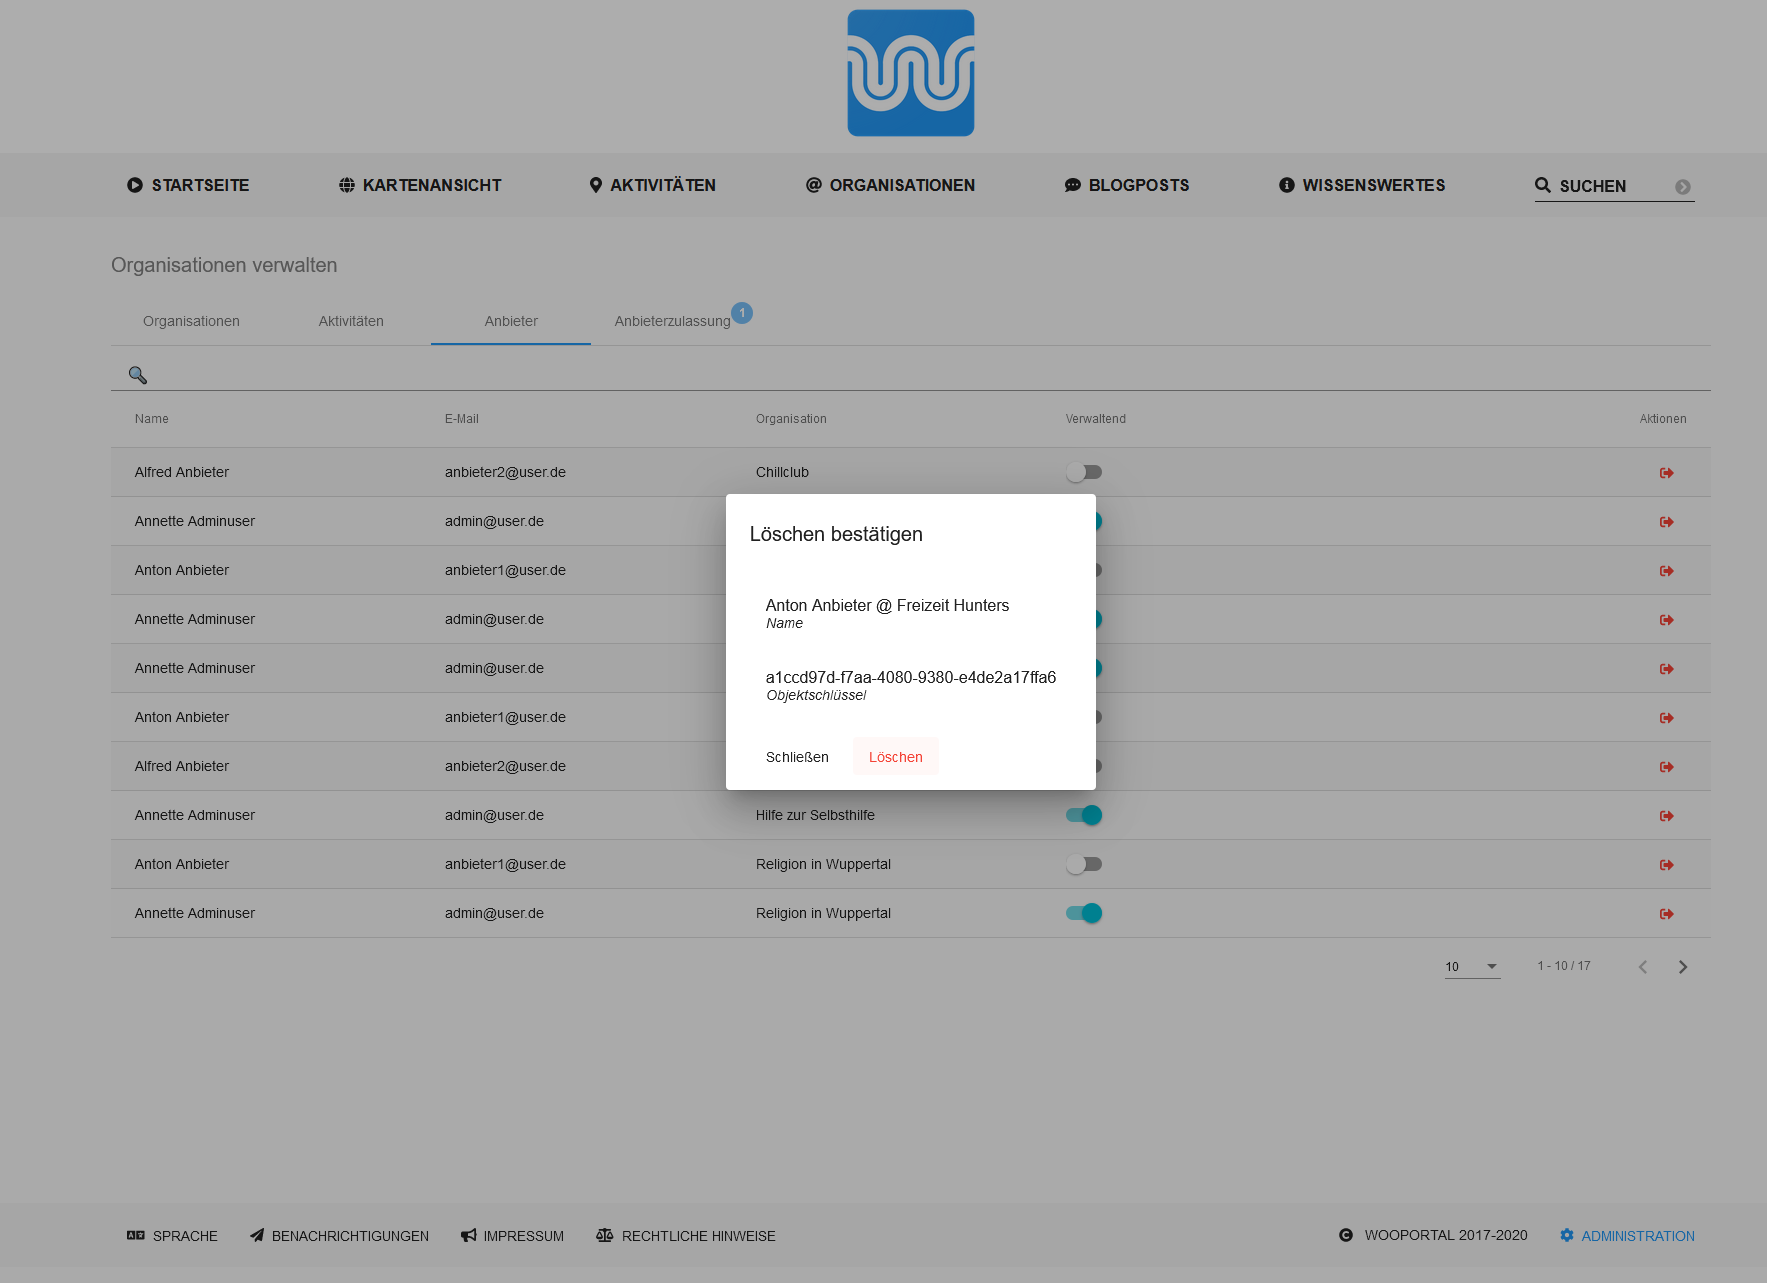 STARTSEITE KARTENANSICHT AKTIVITÄTEN ORGANISATIONEN BLOGPOSTS WISSENSWERTES SUCHEN
Organisationen verwalten
Organisationen Aktivitäten Anbieter Anbieterzulassung 1
Name E-Mail Organisation Verwaltend Aktionen
Alfred Anbieter anbieter2@user.de Chillclub
Annette Adminuser admin@user.de
Anton Anbieter anbieter1@user.de
Annette Adminuser admin@user.de
Annette Adminuser admin@user.de
Anton Anbieter anbieter1@user.de
Alfred Anbieter anbieter2@user.de
Annette Adminuser admin@user.de Hilfe zur Selbsthilfe
Anton Anbieter anbieter1@user.de Religion in Wuppertal
Annette Adminuser admin@user.de Religion in Wuppertal
Löschen bestätigen
Anton Anbieter @ Freizeit Hunters
Name
a1ccd97d-f7aa-4080-9380-e4de2a17ffa6
Objektschlüssel
Schließen Löschen
10 1 - 10 / 17
SPRACHE BENACHRICHTIGUNGEN IMPRESSUM RECHTLICHE HINWEISE WOOPORTAL 2017-2020 ADMINISTRATION